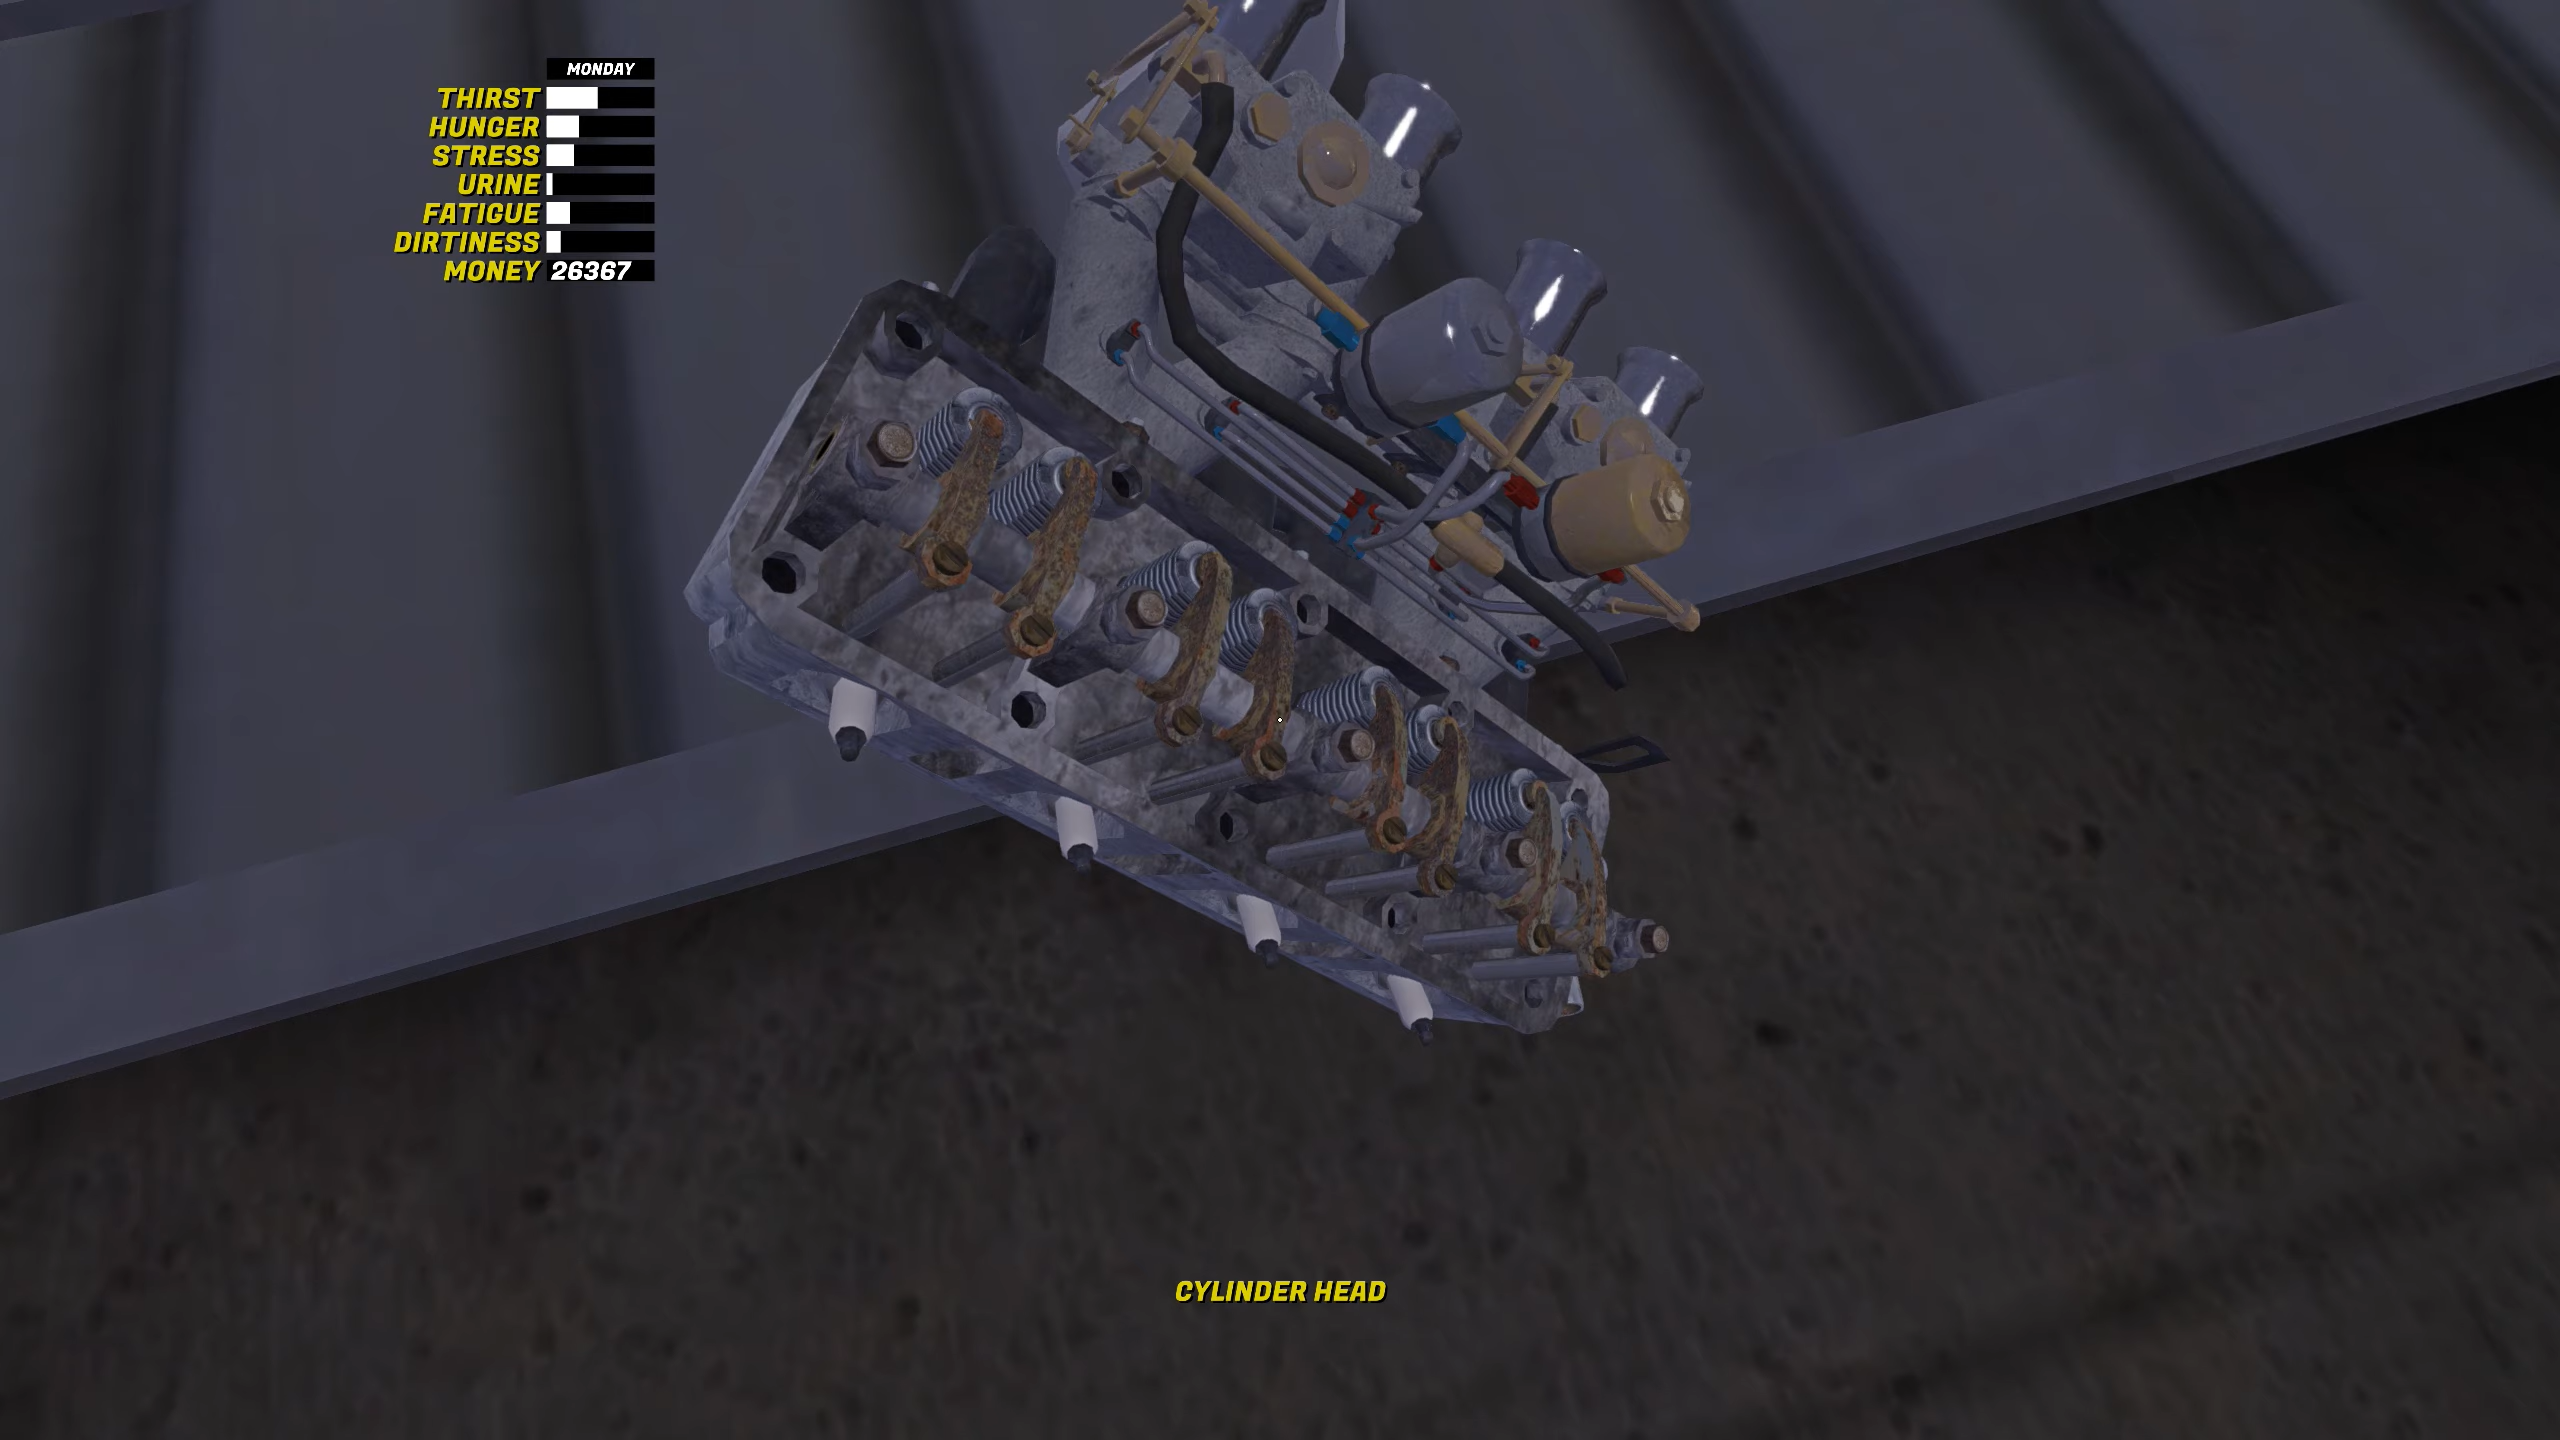 MONDAY
THIRST
HUNGER
STRESS
URINE
FATIGUE
DIRTINESS
MONEY 26367
CYLINDER HEAD